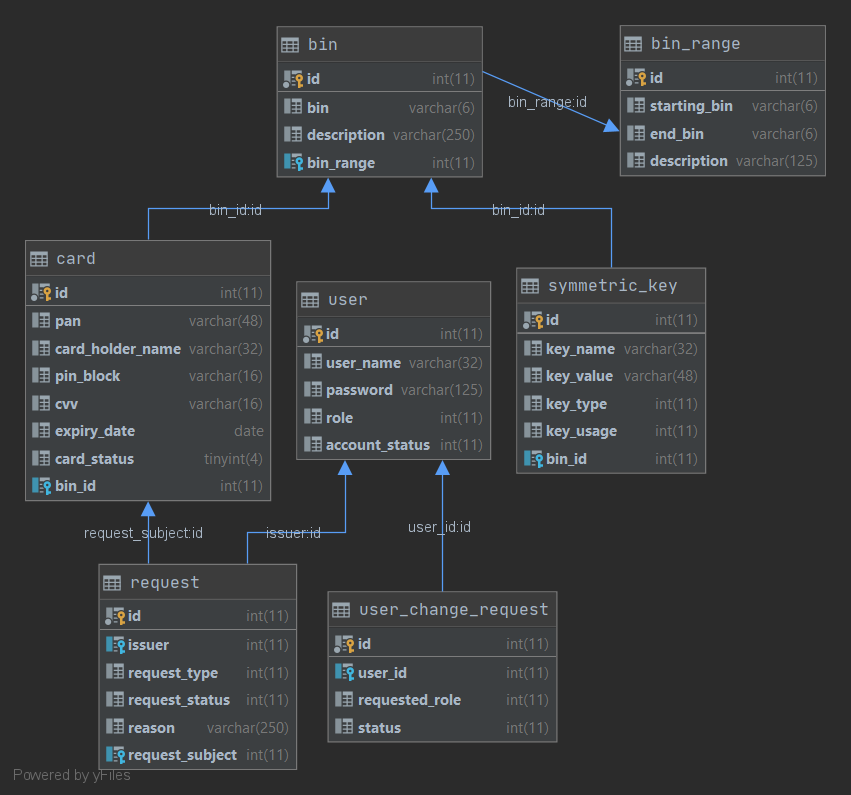 bin
id int(11)
bin varchar(6)
description varchar(250)
bin_range int(11)
bin_range
id int(11)
starting_bin varchar(6)
end_bin varchar(6)
description varchar(125)
bin_range:id
bin_id:id
bin_id:id
card
id int(11)
pan varchar(48)
card_holder_name varchar(32)
pin_block varchar(16)
cvv varchar(16)
expiry_date date
card_status tinyint(4)
bin_id int(11)
user
id int(11)
user_name varchar(32)
password varchar(125)
role int(11)
account_status int(11)
symmetric_key
id int(11)
key_name varchar(32)
key_value varchar(48)
key_type int(11)
key_usage int(11)
bin_id int(11)
request_subject:id
issuer:id
user_id:id
request
id int(11)
issuer int(11)
request_type int(11)
request_status int(11)
reason varchar(250)
request_subject int(11)
user_change_request
id int(11)
user_id int(11)
requested_role int(11)
status int(11)
Powered by yFiles